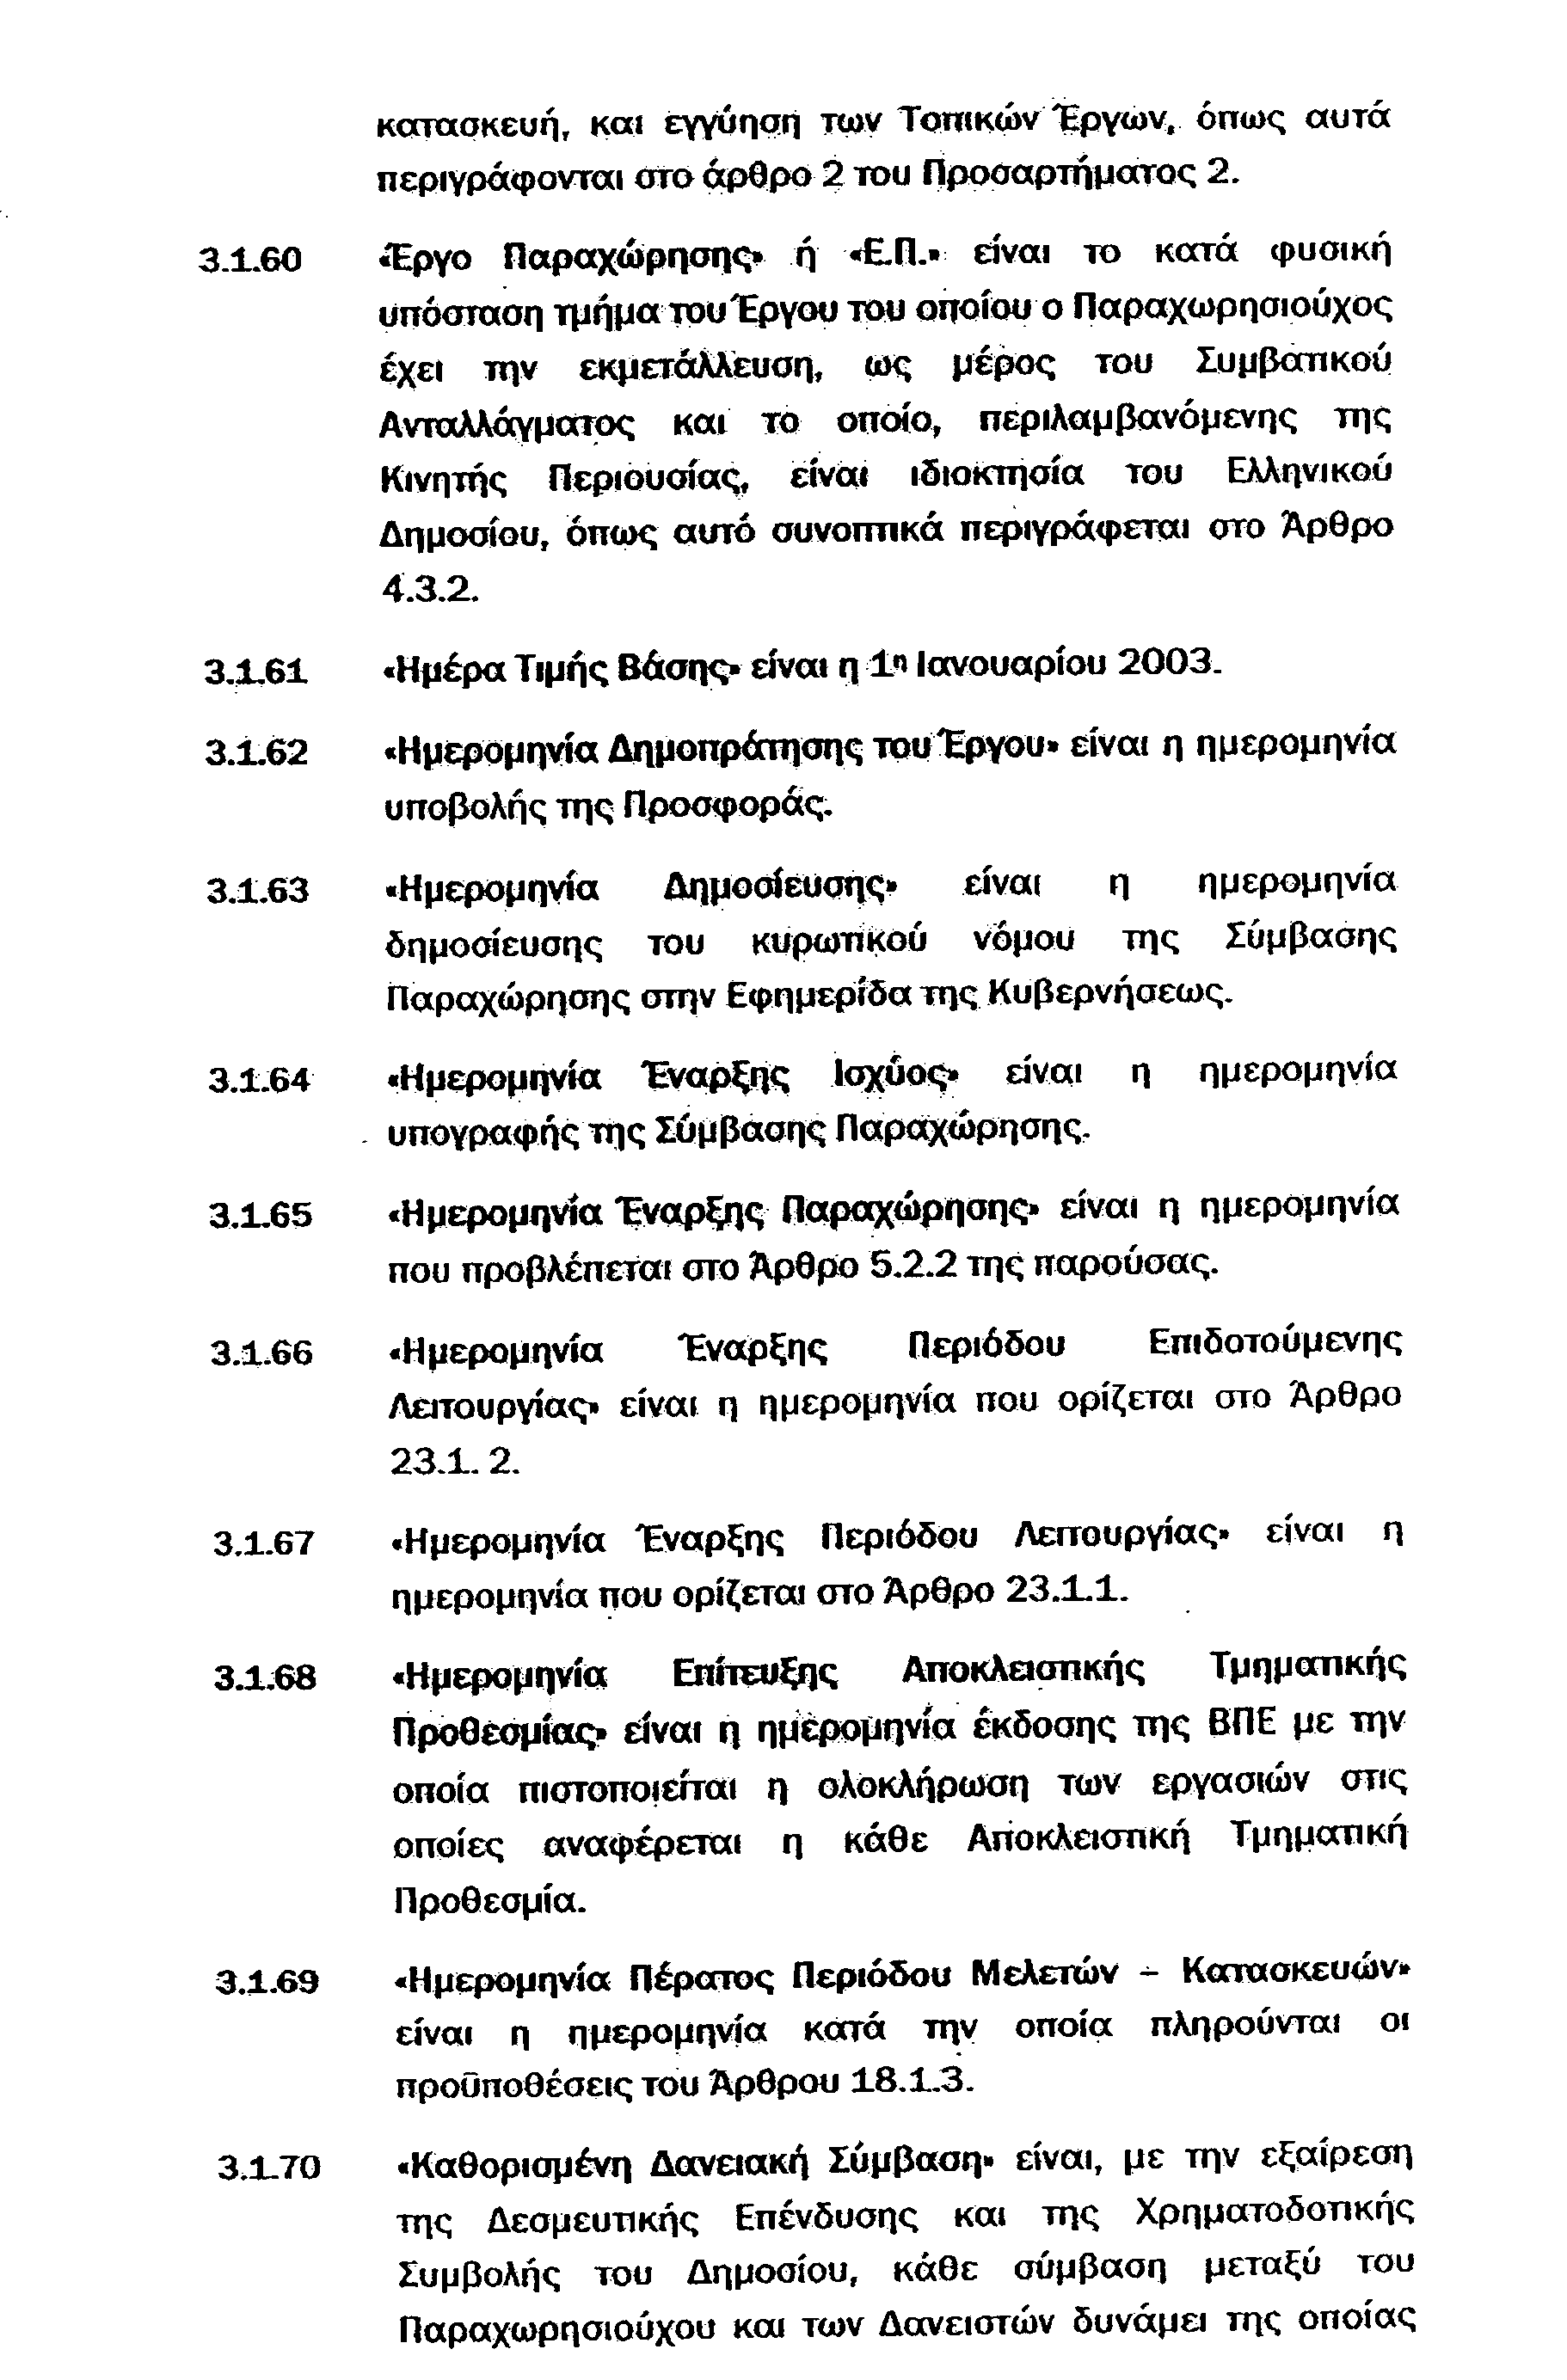 κατασκευή, και εγγύηση των Τοπικών Έργων, όπως αυτά
περιγράφονται στο άρθρο 2 του Προσαρτήματος 2.
3.1.60 «Έργο Παραχώρησης» ή «Ε.Π.» είναι το κατά φυσική
υπόσταση τμήμα του Έργου του οποίου ο Παραχωρησιούχος
έχει την εκμετάλλευση, ως μέρος του Συμβατικού
Ανταλλάγματος και το οποίο, περιλαμβανόμενης της
Κινητής Περιουσίας, είναι ιδιοκτησία του Ελληνικού
Δημοσίου, όπως αυτό συνοπτικά περιγράφεται στο Άρθρο
4.3.2.
3.1.61 «Ημέρα Τιμής Βάσης» είναι η 1η Ιανουαρίου 2003.
3.1.62 «Ημερομηνία Δημοπράτησης του Έργου» είναι η ημερομηνία
υποβολής της Προσφοράς.
3.1.63 «Ημερομηνία Δημοσίευσης» είναι η ημερομηνία
δημοσίευσης του κυρωτικού νόμου της Σύμβασης
Παραχώρησης στην Εφημερίδα της Κυβερνήσεως.
3.1.64 «Ημερομηνία Έναρξης Ισχύος» είναι η ημερομηνία
υπογραφής της Σύμβασης Παραχώρησης.
3.1.65 «Ημερομηνία Έναρξης Παραχώρησης» είναι η ημερομηνία
που προβλέπεται στο Άρθρο 5.2.2 της παρούσας.
3.1.66 «Ημερομηνία Έναρξης Περιόδου Επιδοτούμενης
Λειτουργίας» είναι η ημερομηνία που ορίζεται στο Άρθρο
23.1. 2.
3.1.67 «Ημερομηνία Έναρξης Περιόδου Λειτουργίας» είναι η
ημερομηνία που ορίζεται στο Άρθρο 23.1.1.
3.1.68 «Ημερομηνία Επίτευξης Αποκλειστικής Τμηματικής
Προθεσμίας» είναι η ημερομηνία έκδοσης της ΒΠΕ με την
οποία πιστοποιείται η ολοκλήρωση των εργασιών στις
οποίες αναφέρεται η κάθε Αποκλειστική Τμηματική
Προθεσμία.
3.1.69 «Ημερομηνία Πέρατος Περιόδου Μελετών – Κατασκευών»
είναι η ημερομηνία κατά την οποία πληρούνται οι
προϋποθέσεις του Άρθρου 18.1.3.
3.1.70 «Καθορισμένη Δανειακή Σύμβαση» είναι, με την εξαίρεση
της Δεσμευτικής Επένδυσης και της Χρηματοδοτικής
Συμβολής του Δημοσίου, κάθε σύμβαση μεταξύ του
Παραχωρησιούχου και των Δανειστών δυνάμει της οποίας